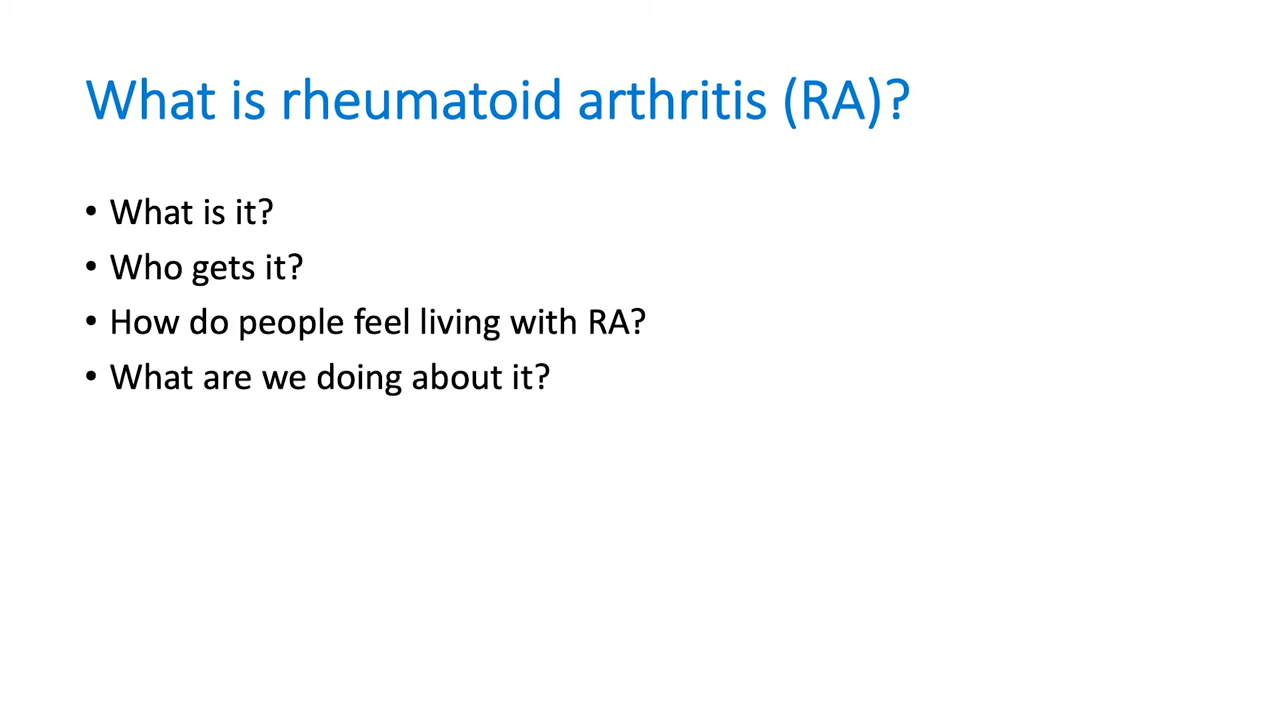 What is rheumatoid arthritis (RA)?
• What is it?
• Who gets it?
• How do people feel living with RA?
• What are we doing about it?